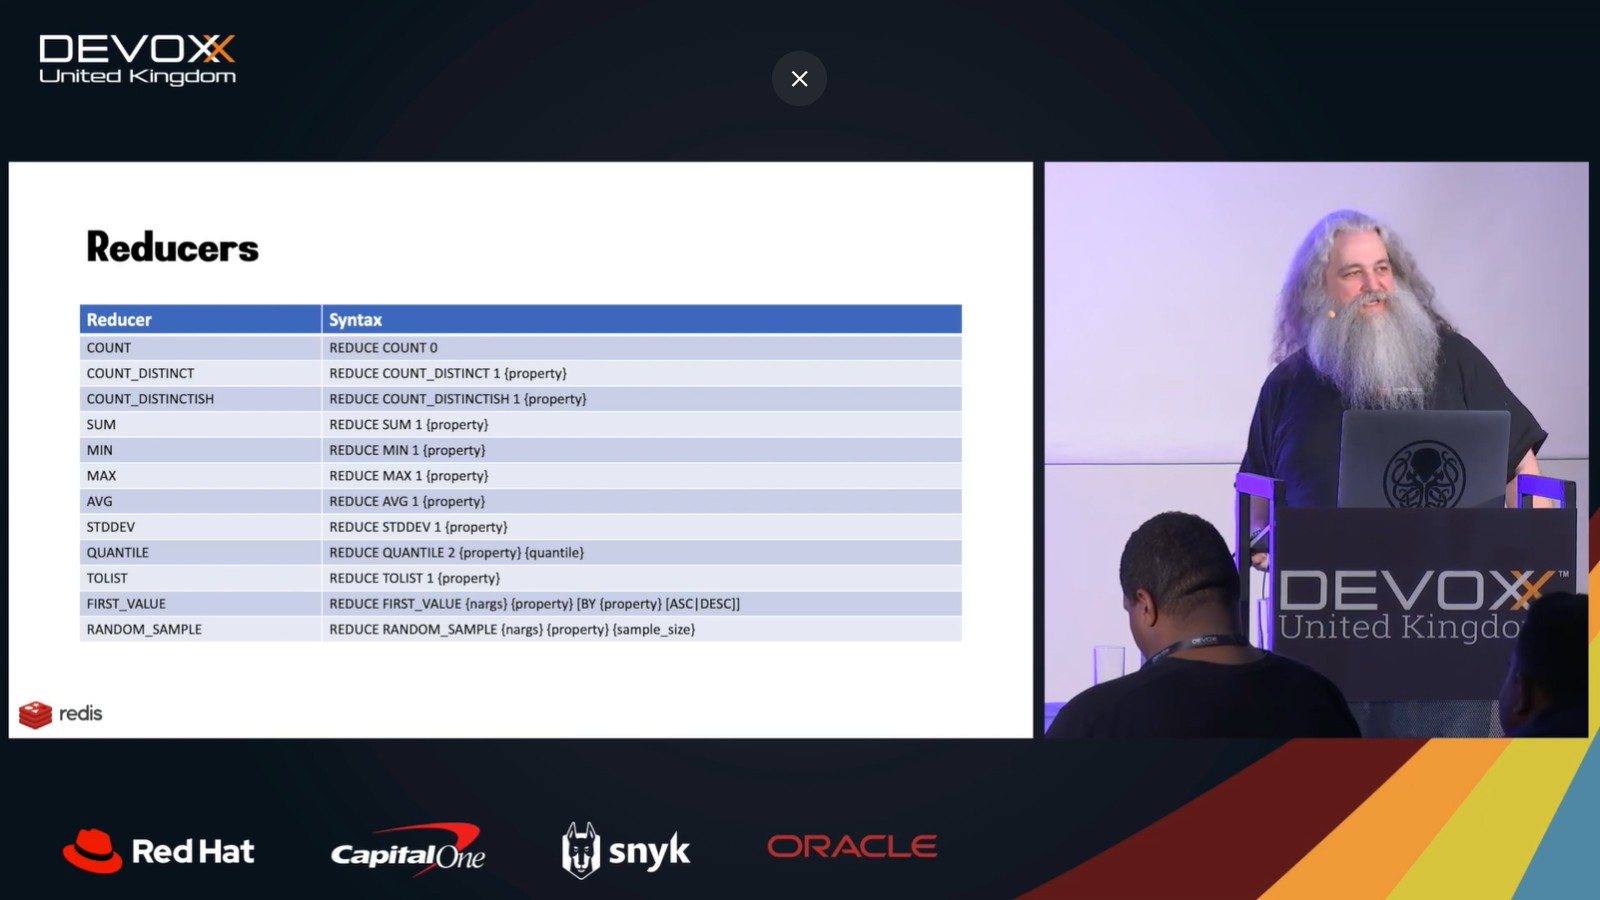 DEVOXX
United Kingdom
Reducers
Reducer Syntax
COUNT REDUCE COUNT 0
COUNT_DISTINCT REDUCE COUNT_DISTINCT 1 {property}
COUNT_DISTINCTISH REDUCE COUNT_DISTINCTISH 1 {property}
SUM REDUCE SUM 1 {property}
MIN REDUCE MIN 1 {property}
MAX REDUCE MAX 1 {property}
AVG REDUCE AVG 1 {property}
STDDEV REDUCE STDDEV 1 {property}
QUANTILE REDUCE QUANTILE 2 {property} {quantile}
TOLIST REDUCE TOLIST 1 {property}
FIRST_VALUE REDUCE FIRST_VALUE {nargs} {property} [BY {property} [ASC|DESC]]
RANDOM_SAMPLE REDUCE RANDOM_SAMPLE {nargs} {property} {sample_size}
redis
DEVOXX™
United Kingdo
DEVOXX
Red Hat
Capital One
snyk
ORACLE